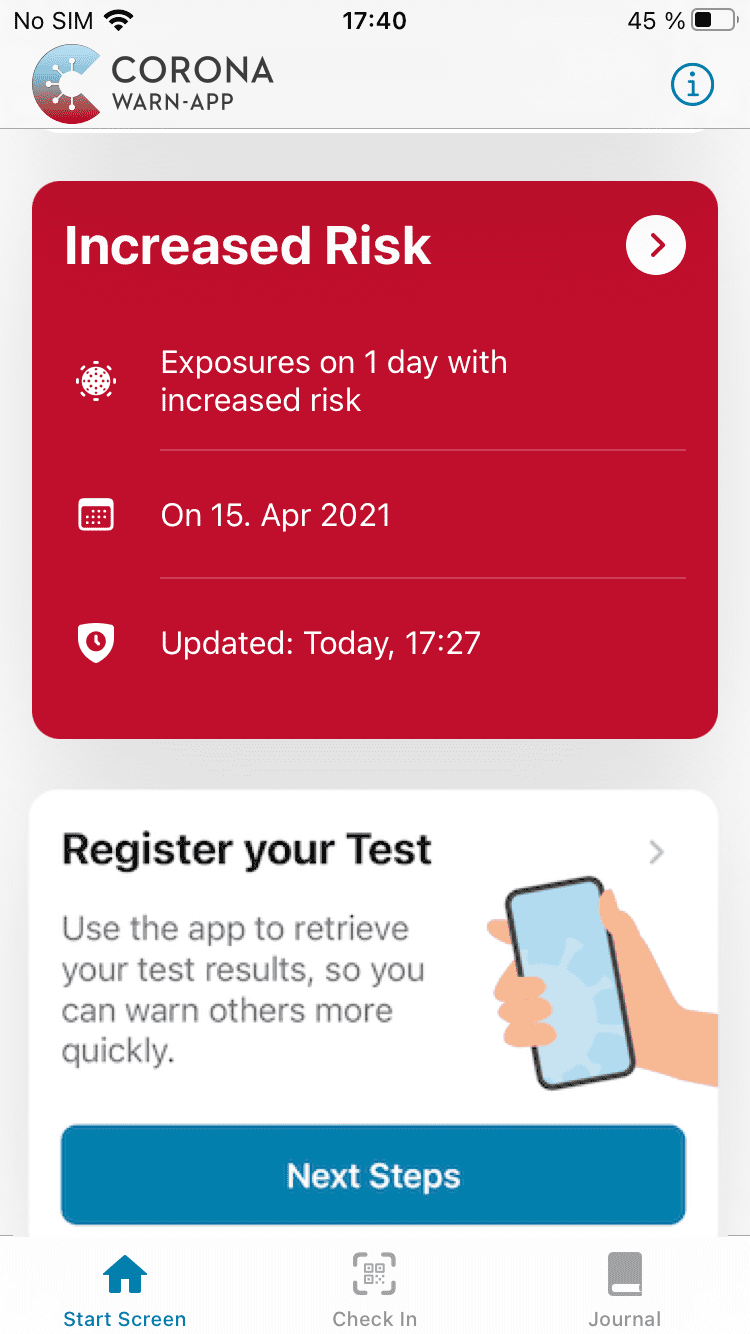 No SIM 17:40 45 %
CORONA
WARN-APP
Increased Risk
Exposures on 1 day with
increased risk
On 15. Apr 2021
Updated: Today, 17:27
Register your Test
Use the app to retrieve
your test results, so you
can warn others more
quickly.
Next Steps
Start Screen Check In Journal